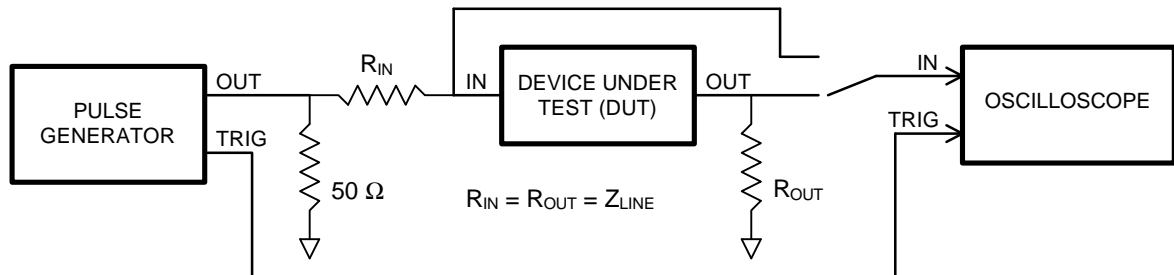 PULSE
GENERATOR
OUT
TRIG
50 Ω
R_IN
IN
DEVICE UNDER
TEST (DUT)
OUT
R_IN = R_OUT = Z_LINE
R_OUT
IN
TRIG
OSCILLOSCOPE